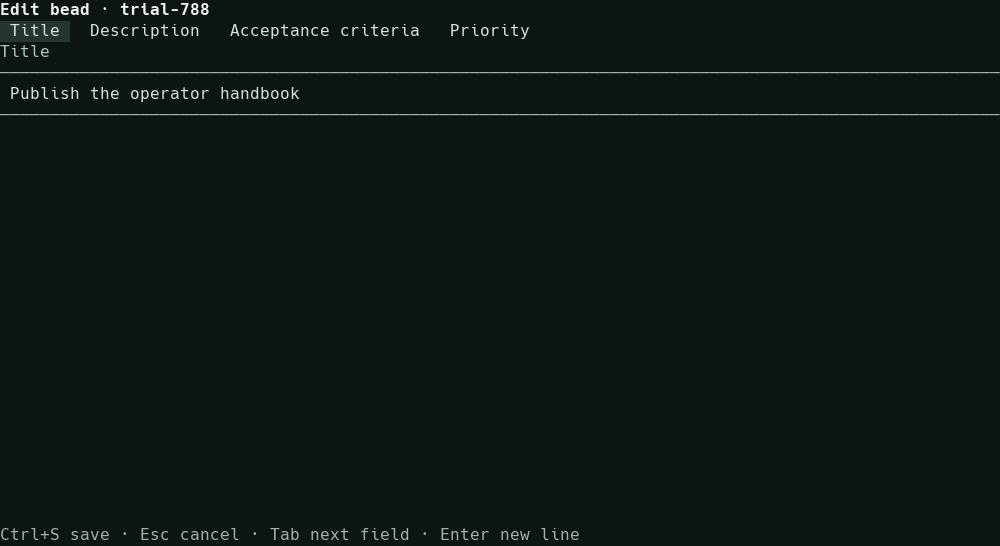 Edit bead · trial-788
Title Description Acceptance criteria Priority
Title
Publish the operator handbook
Ctrl+S save · Esc cancel · Tab next field · Enter new line